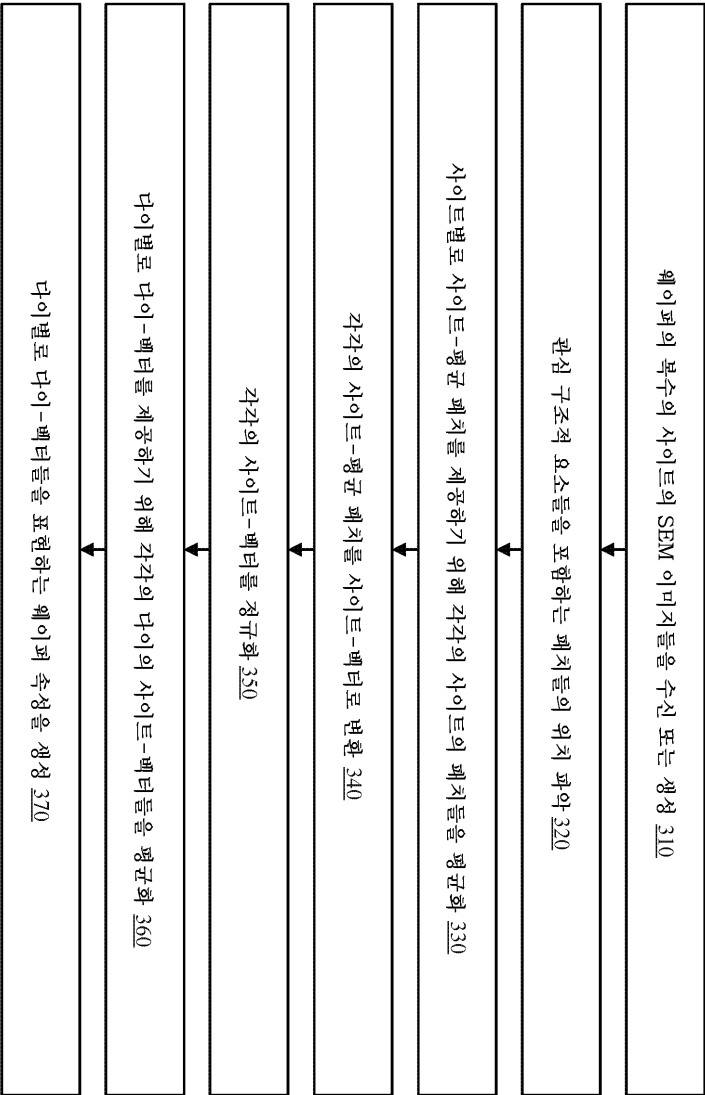 웨이퍼의 복수의 사이트의 SEM 이미지들을 수신 또는 생성 310
관심 구조적 요소들을 포함하는 패치들의 위치 파악 320
사이트별로 사이트-평균 패치를 제공하기 위해 각각의 사이트의 패치들을 평균화 330
각각의 사이트-평균 패치를 사이트-벡터로 변환 340
각각의 사이트-벡터를 정규화 350
다이별로 다이-벡터를 제공하기 위해 각각의 다이의 사이트-벡터들을 평균화 360
다이별로 다이-벡터들을 표현하는 웨이퍼 속성을 생성 370